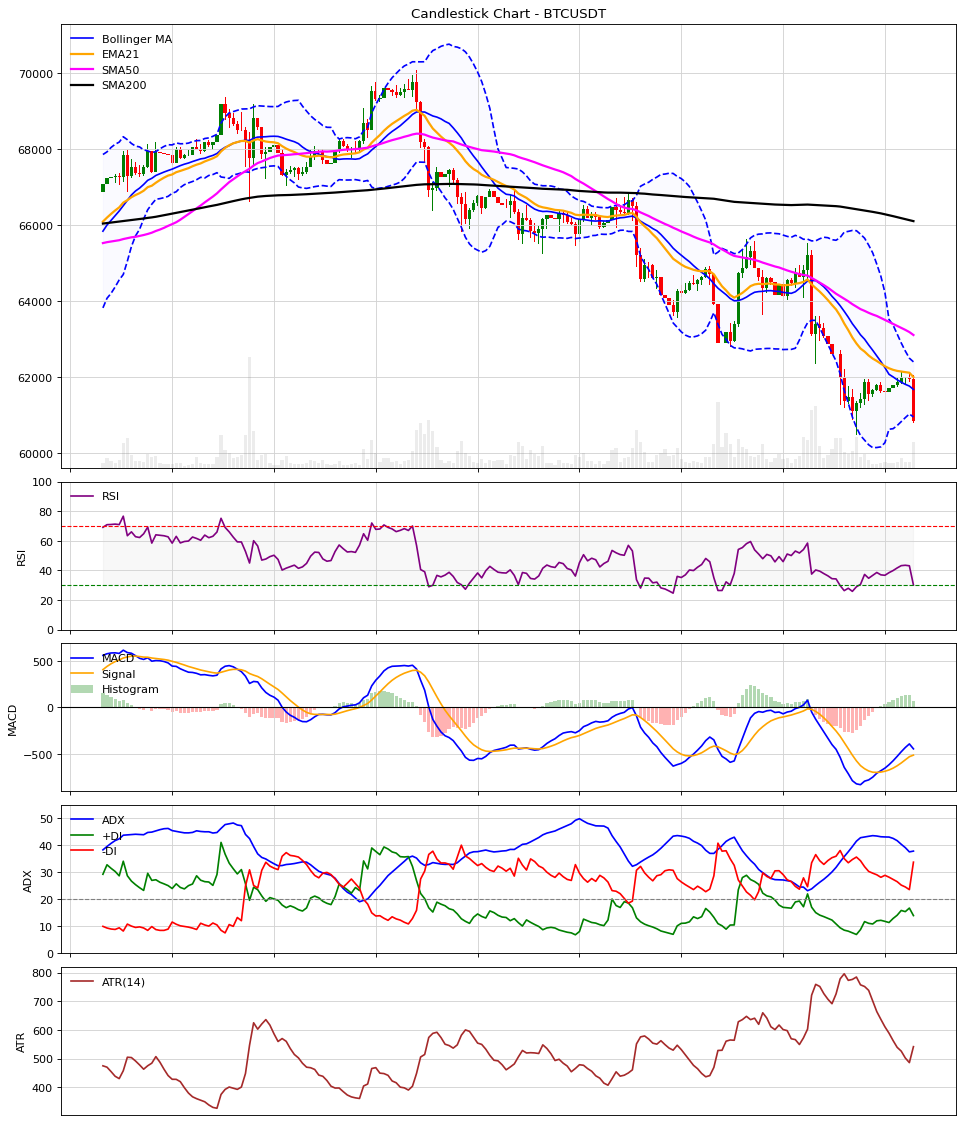 Candlestick Chart - BTCUSDT
Bollinger MA
EMA21
SMA50
SMA200
70000
68000
66000
64000
62000
60000
RSI
100
80
60
40
20
0
RSI
MACD
Signal
Histogram
500
0
−500
MACD
ADX
+DI
-DI
50
40
30
20
10
0
ADX
ATR(14)
800
700
600
500
400
ATR